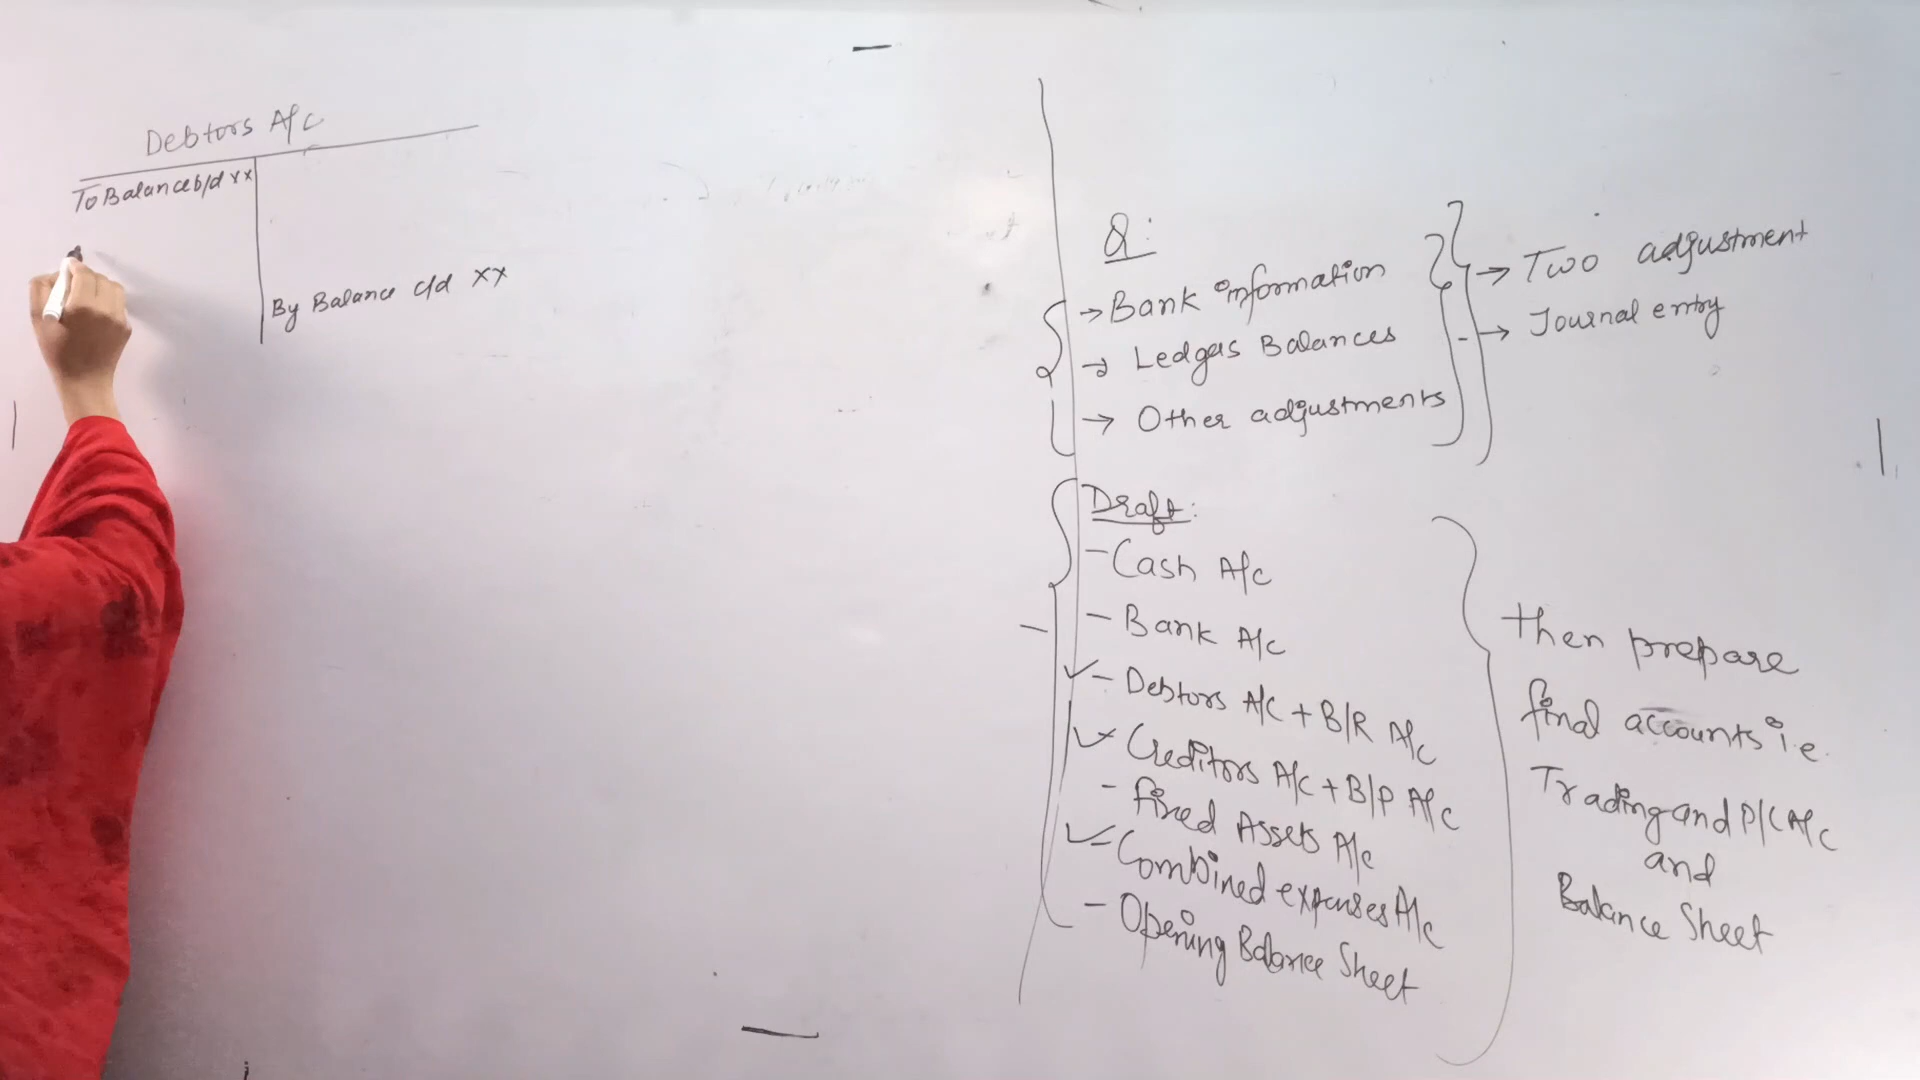 Debtors A/c
To Balance b/d xx
By Balance c/d xx
Q:
→ Bank information
→ Ledgers Balances
→ Other adjustments
→ Two adjustment
→ Journal entry
Draft:
- Cash A/c
- Bank A/c
✓ - Debtors A/c + B/R A/c
✓ Creditors A/c + B/P A/c
- fixed Assets A/c
✓ - Combined expenses A/c
- Opening Balance Sheet
then prepare
final accounts i.e.
Trading and P/L A/c
and
Balance Sheet